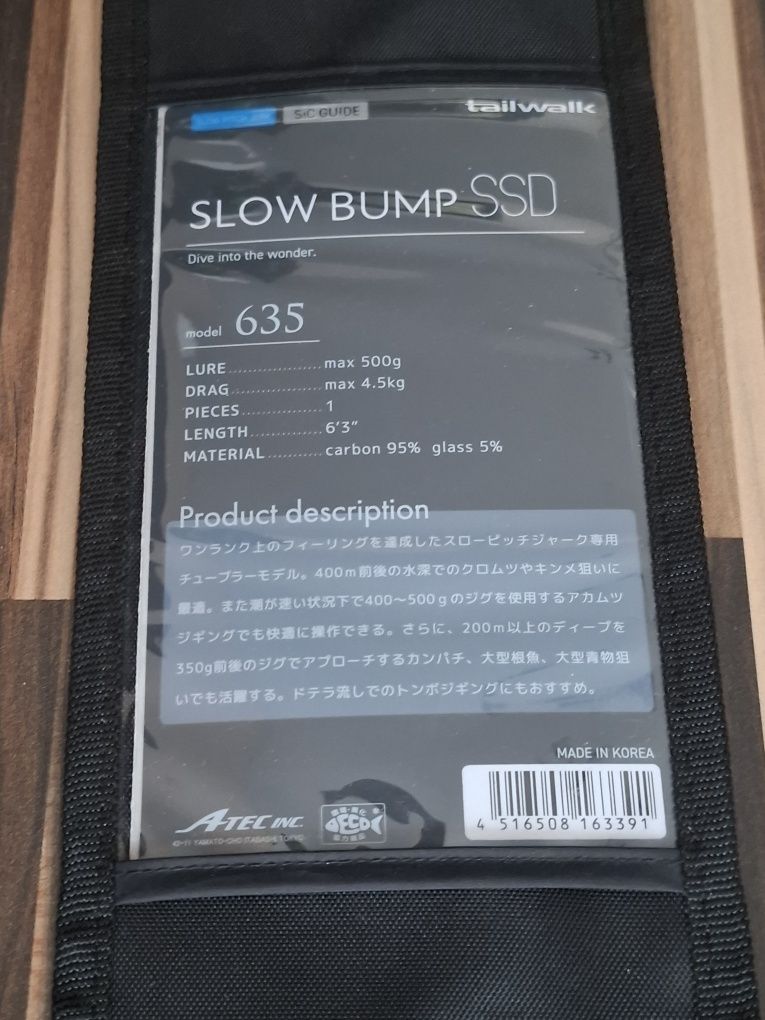 SiC GUIDE
tailwalk
SLOW BUMP SSD
Dive into the wonder.
model 635
LURE.................. max 500g
DRAG.................. max 4.5kg
PIECES............... 1
LENGTH............. 6'3"
MATERIAL.......... carbon 95% glass 5%
Product description
ワンランク上のフィーリングを達成したスローピッチジャーク専用
チューブラーモデル。400m前後の水深でのクロムツやキンメ狙いに
最適。また潮が速い状況下で400〜500gのジグを使用するアカムツ
ジギングでも快適に操作できる。さらに、200m以上のディープを
350g前後のジグでアプローチするカンパチ、大型根魚、大型青物狙
いでも活躍する。ドテラ流しでのトンボジギングにもおすすめ。
MADE IN KOREA
A-TEC INC.
ECO
4 516508 163391